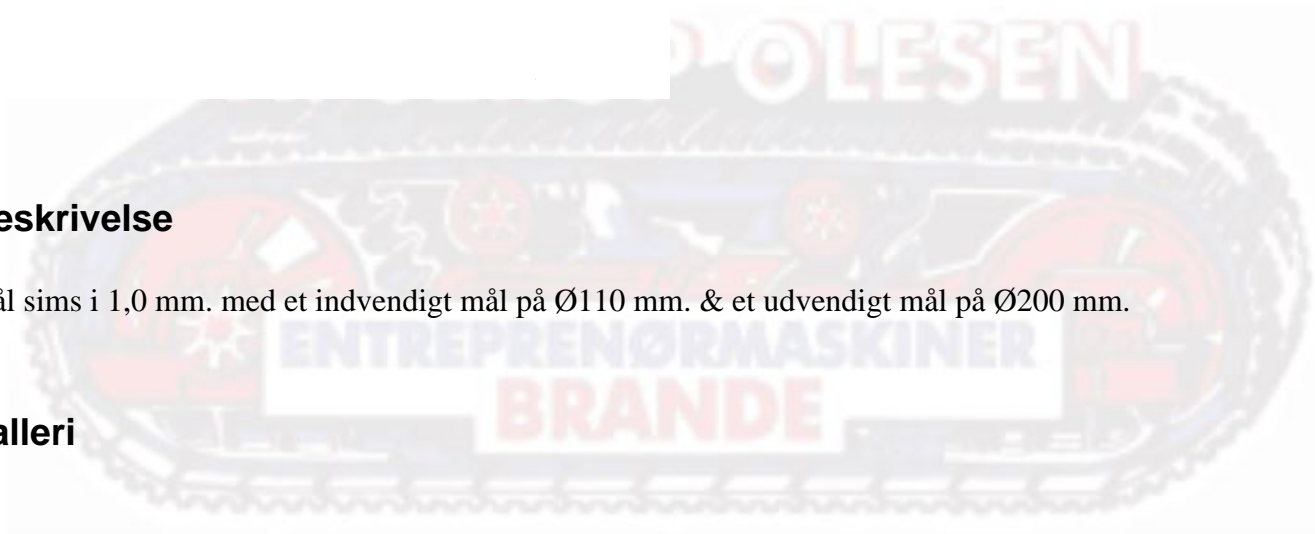 P OLESEN
eskrivelse
ål sims i 1,0 mm. med et indvendigt mål på Ø110 mm. & et udvendigt mål på Ø200 mm.
ENTREPRENØRMASKINER
BRANDE
alleri